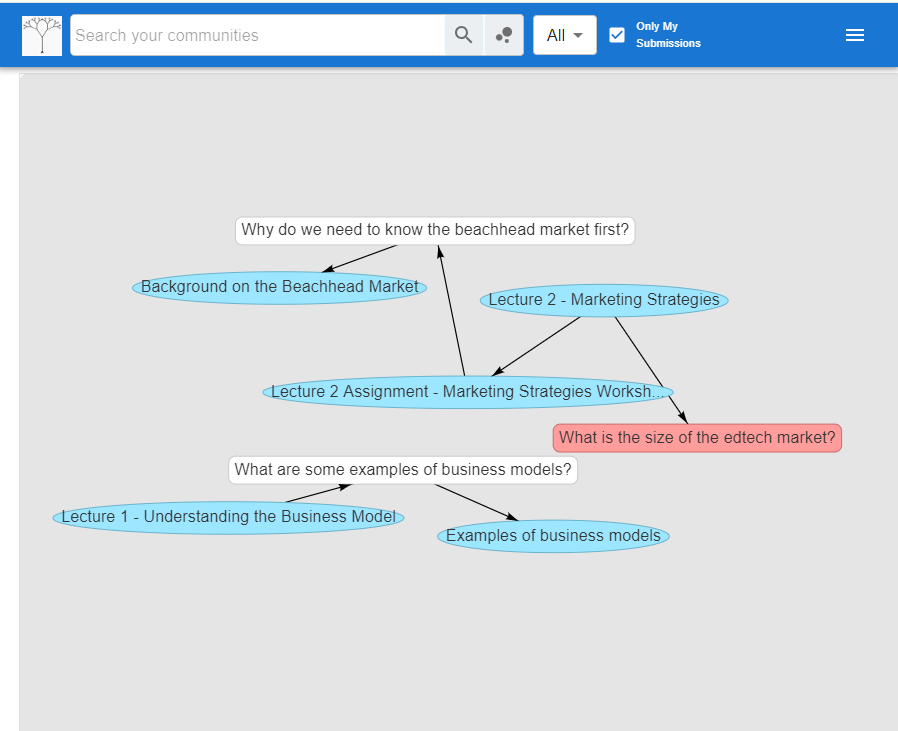 Search your communities
All
Only My
Submissions
Why do we need to know the beachhead market first?
Background on the Beachhead Market
Lecture 2 - Marketing Strategies
Lecture 2 Assignment - Marketing Strategies Worksh...
What is the size of the edtech market?
What are some examples of business models?
Lecture 1 - Understanding the Business Model
Examples of business models